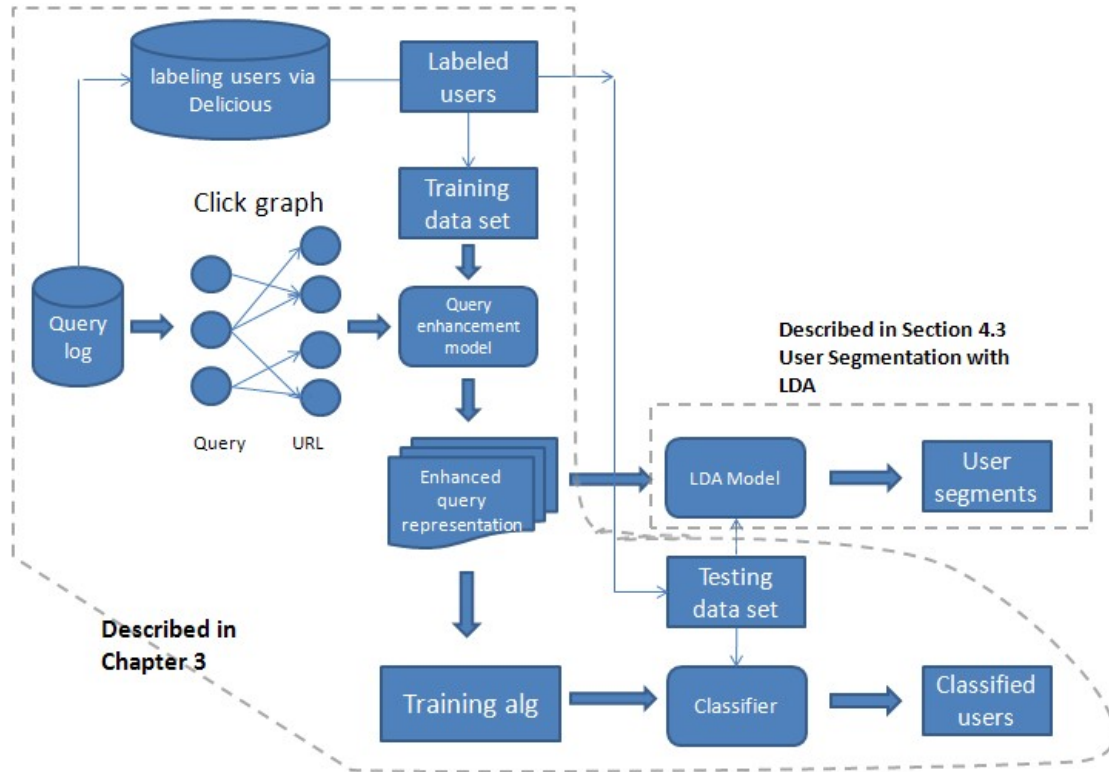 labeling users via
Delicious
Labeled
users
Training
data set
Click graph
Query
log
Query
enhancement
model
Query
URL
Described in Section 4.3
User Segmentation with
LDA
Enhanced
query
representation
LDA Model
User
segments
Testing
data set
Described in
Chapter 3
Training alg
Classifier
Classified
users